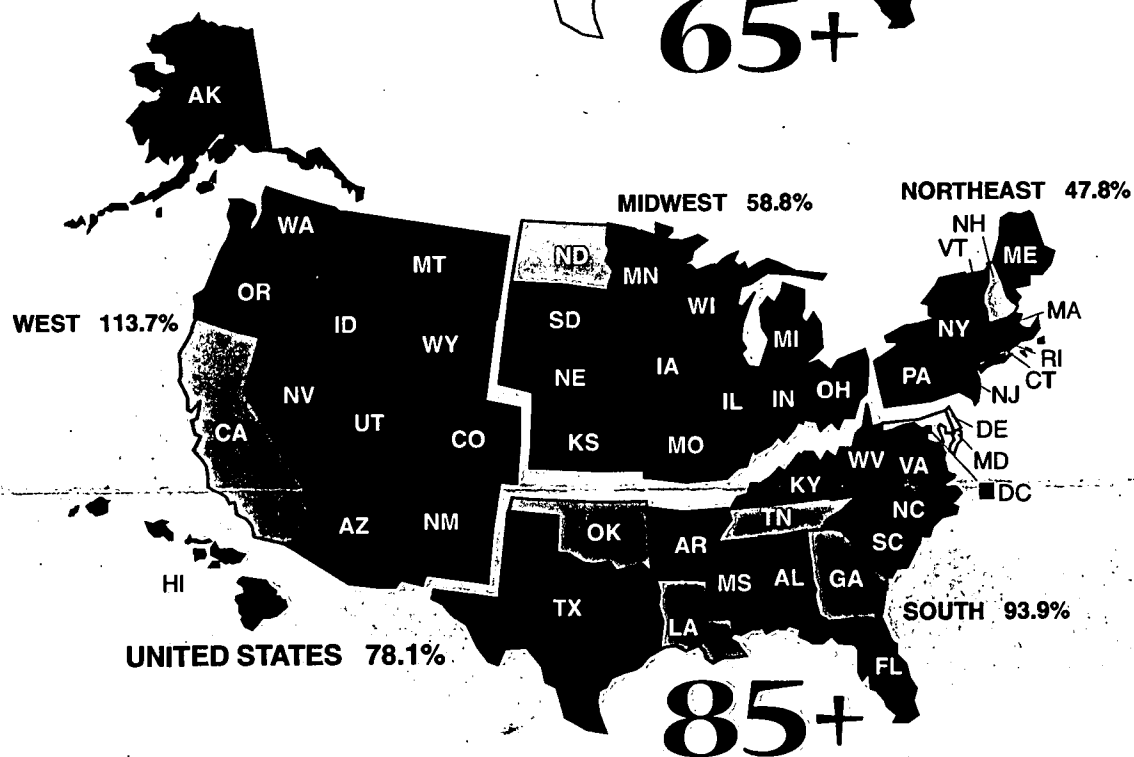 65+
AK
MIDWEST 58.8%
NORTHEAST 47.8%
NH
VT
ME
WA
MT
ND
MN
OR
ID
WY
SD
WI
MI
NY
MA
RI
CT
NJ
WEST 113.7%
NV
UT
CO
CA
NE
IA
IL
IN
OH
PA
KS
MO
WV
VA
DE
MD
DC
KY
NC
TN
AZ
NM
OK
AR
SC
HI
TX
MS
AL
GA
LA
SOUTH 93.9%
UNITED STATES 78.1%
FL
85+